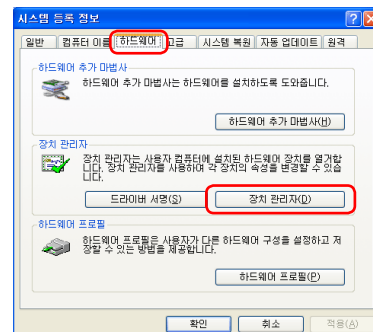 시스템 등록 정보
일반 컴퓨터 이름 하드웨어 고급 시스템 복원 자동 업데이트 원격
하드웨어 추가 마법사
하드웨어 추가 마법사는 하드웨어를 설치하도록 도와줍니다.
하드웨어 추가 마법사(H)
장치 관리자
장치 관리자는 사용자 컴퓨터에 설치된 하드웨어 장치를 열거합
니다. 장치 관리자를 사용하여 각 장치의 속성을 변경할 수 있습
니다.
드라이버 서명(S) 장치 관리자(D)
하드웨어 프로필
하드웨어 프로필은 사용자가 다른 하드웨어 구성을 설정하고 저
장할 수 있는 방법을 제공합니다.
하드웨어 프로필(P)
확인 취소 적용(A)